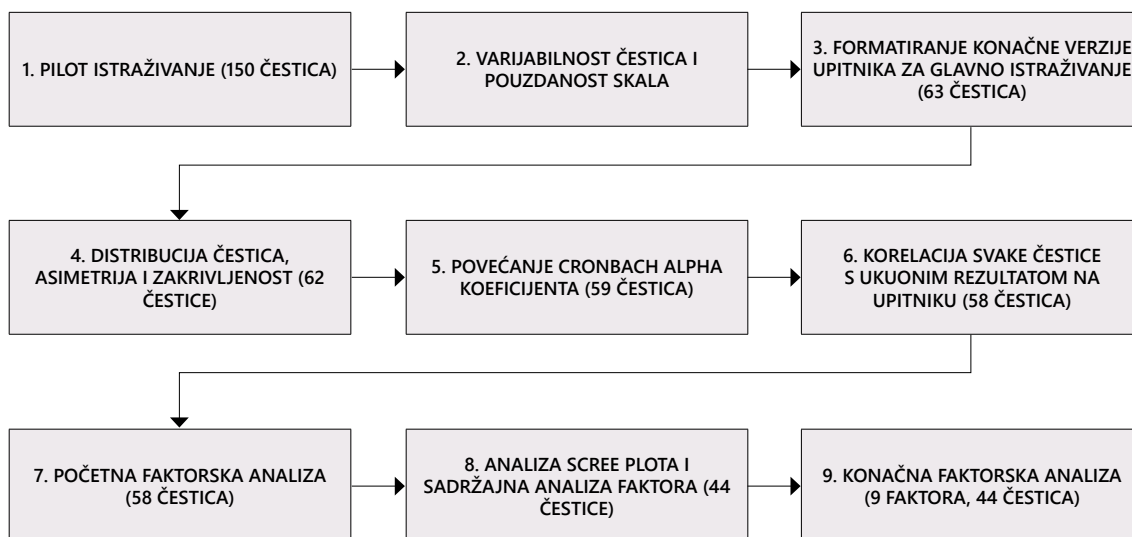 1. PILOT ISTRAŽIVANJE (150 ČESTICA)
2. VARIJABILNOST ČESTICA I
POUZDANOST SKALA
3. FORMATIRANJE KONAČNE VERZIJE
UPITNIKA ZA GLAVNO ISTRAŽIVANJE
(63 ČESTICA)
4. DISTRIBUCIJA ČESTICA,
ASIMETRIJA I ZAKRIVLJENOST (62
ČESTICE)
5. POVEĆANJE CRONBACH ALPHA
KOEFICIJENTA (59 ČESTICA)
6. KORELACIJA SVAKE ČESTICE
S UKUONIM REZULTATOM NA
UPITNIKU (58 ČESTICA)
7. POČETNA FAKTORSKA ANALIZA
(58 ČESTICA)
8. ANALIZA SCREE PLOTA I
SADRŽAJNA ANALIZA FAKTORA (44
ČESTICE)
9. KONAČNA FAKTORSKA ANALIZA
(9 FAKTORA, 44 ČESTICA)